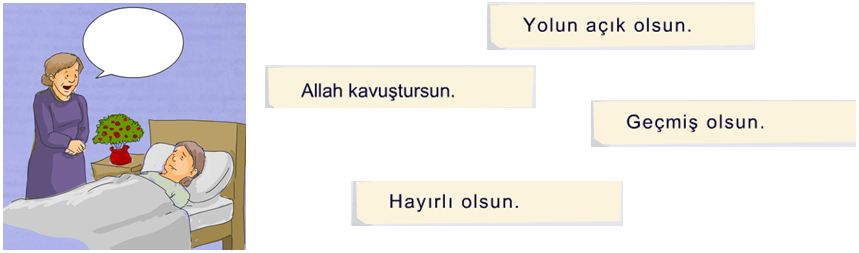 Yolun açık olsun.
Allah kavuştursun.
Geçmiş olsun.
Hayırlı olsun.